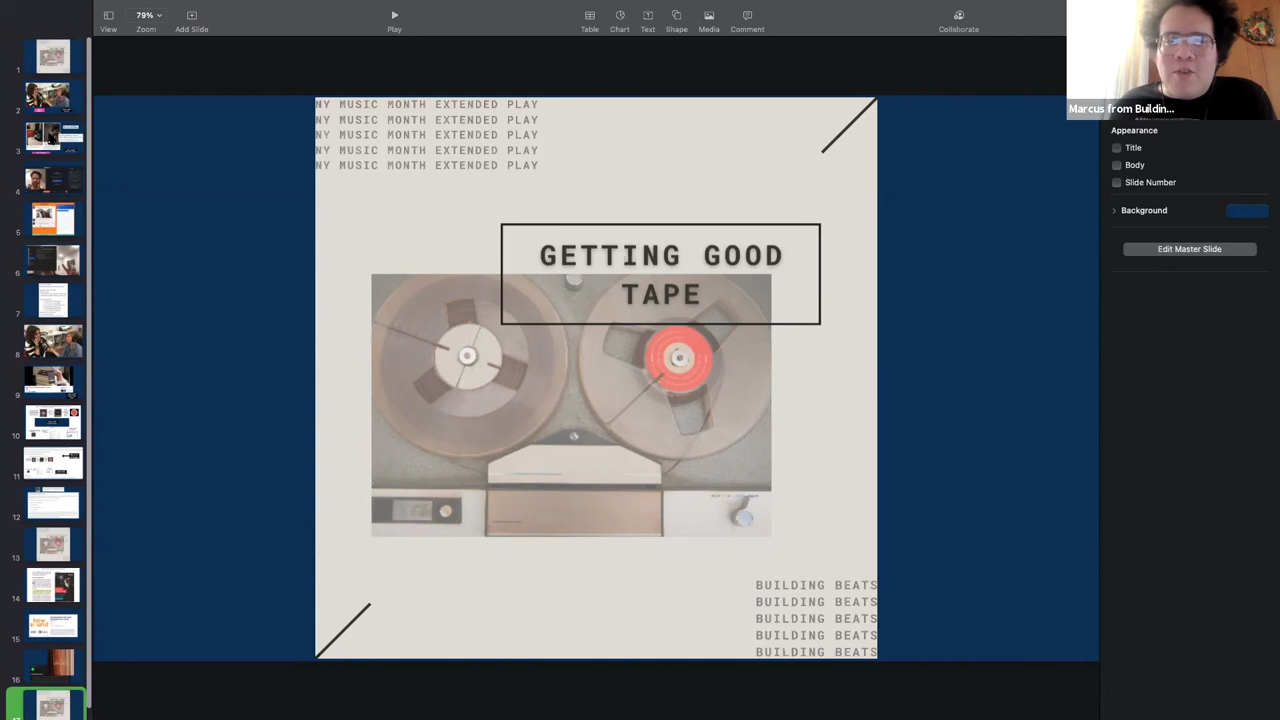 79%
View
Zoom
Add Slide
Play
Table
Chart
Text
Shape
Media
Comment
Collaborate
Marcus from Buildin...
Appearance
Title
Body
Slide Number
Background
Edit Master Slide
NY MUSIC MONTH EXTENDED PLAY
NY MUSIC MONTH EXTENDED PLAY
NY MUSIC MONTH EXTENDED PLAY
NY MUSIC MONTH EXTENDED PLAY
NY MUSIC MONTH EXTENDED PLAY
GETTING GOOD
TAPE
BUILDING BEATS
BUILDING BEATS
BUILDING BEATS
BUILDING BEATS
BUILDING BEATS
1
2
3
4
5
6
7
8
9
10
11
12
13
14
15
16